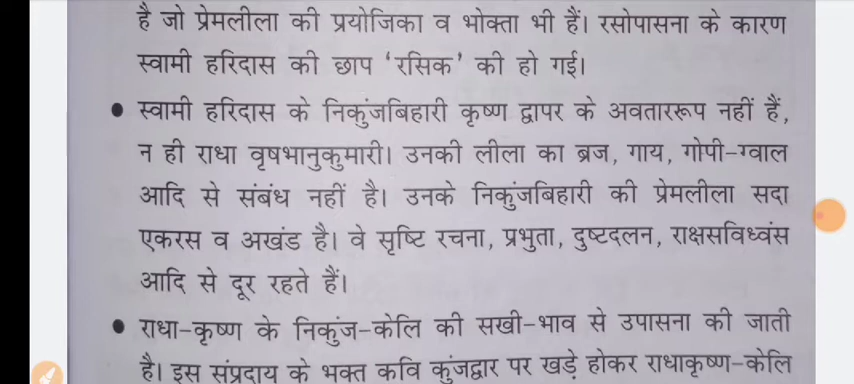 है जो प्रेमलीला की प्रयोजिका व भोक्ता भी हैं। रसोपासना के कारण
स्वामी हरिदास की छाप ‘रसिक’ की हो गई।
● स्वामी हरिदास के निकुंजबिहारी कृष्ण द्वापर के अवताररूप नहीं हैं,
न ही राधा वृषभानुकुमारी। उनकी लीला का ब्रज, गाय, गोपी-ग्वाल
आदि से संबंध नहीं है। उनके निकुंजबिहारी की प्रेमलीला सदा
एकरस व अखंड है। वे सृष्टि रचना, प्रभुता, दुष्टदलन, राक्षसविध्वंस
आदि से दूर रहते हैं।
● राधा-कृष्ण के निकुंज-केलि की सखी-भाव से उपासना की जाती
है। इस संप्रदाय के भक्त कवि कुंजद्वार पर खड़े होकर राधाकृष्ण-केलि